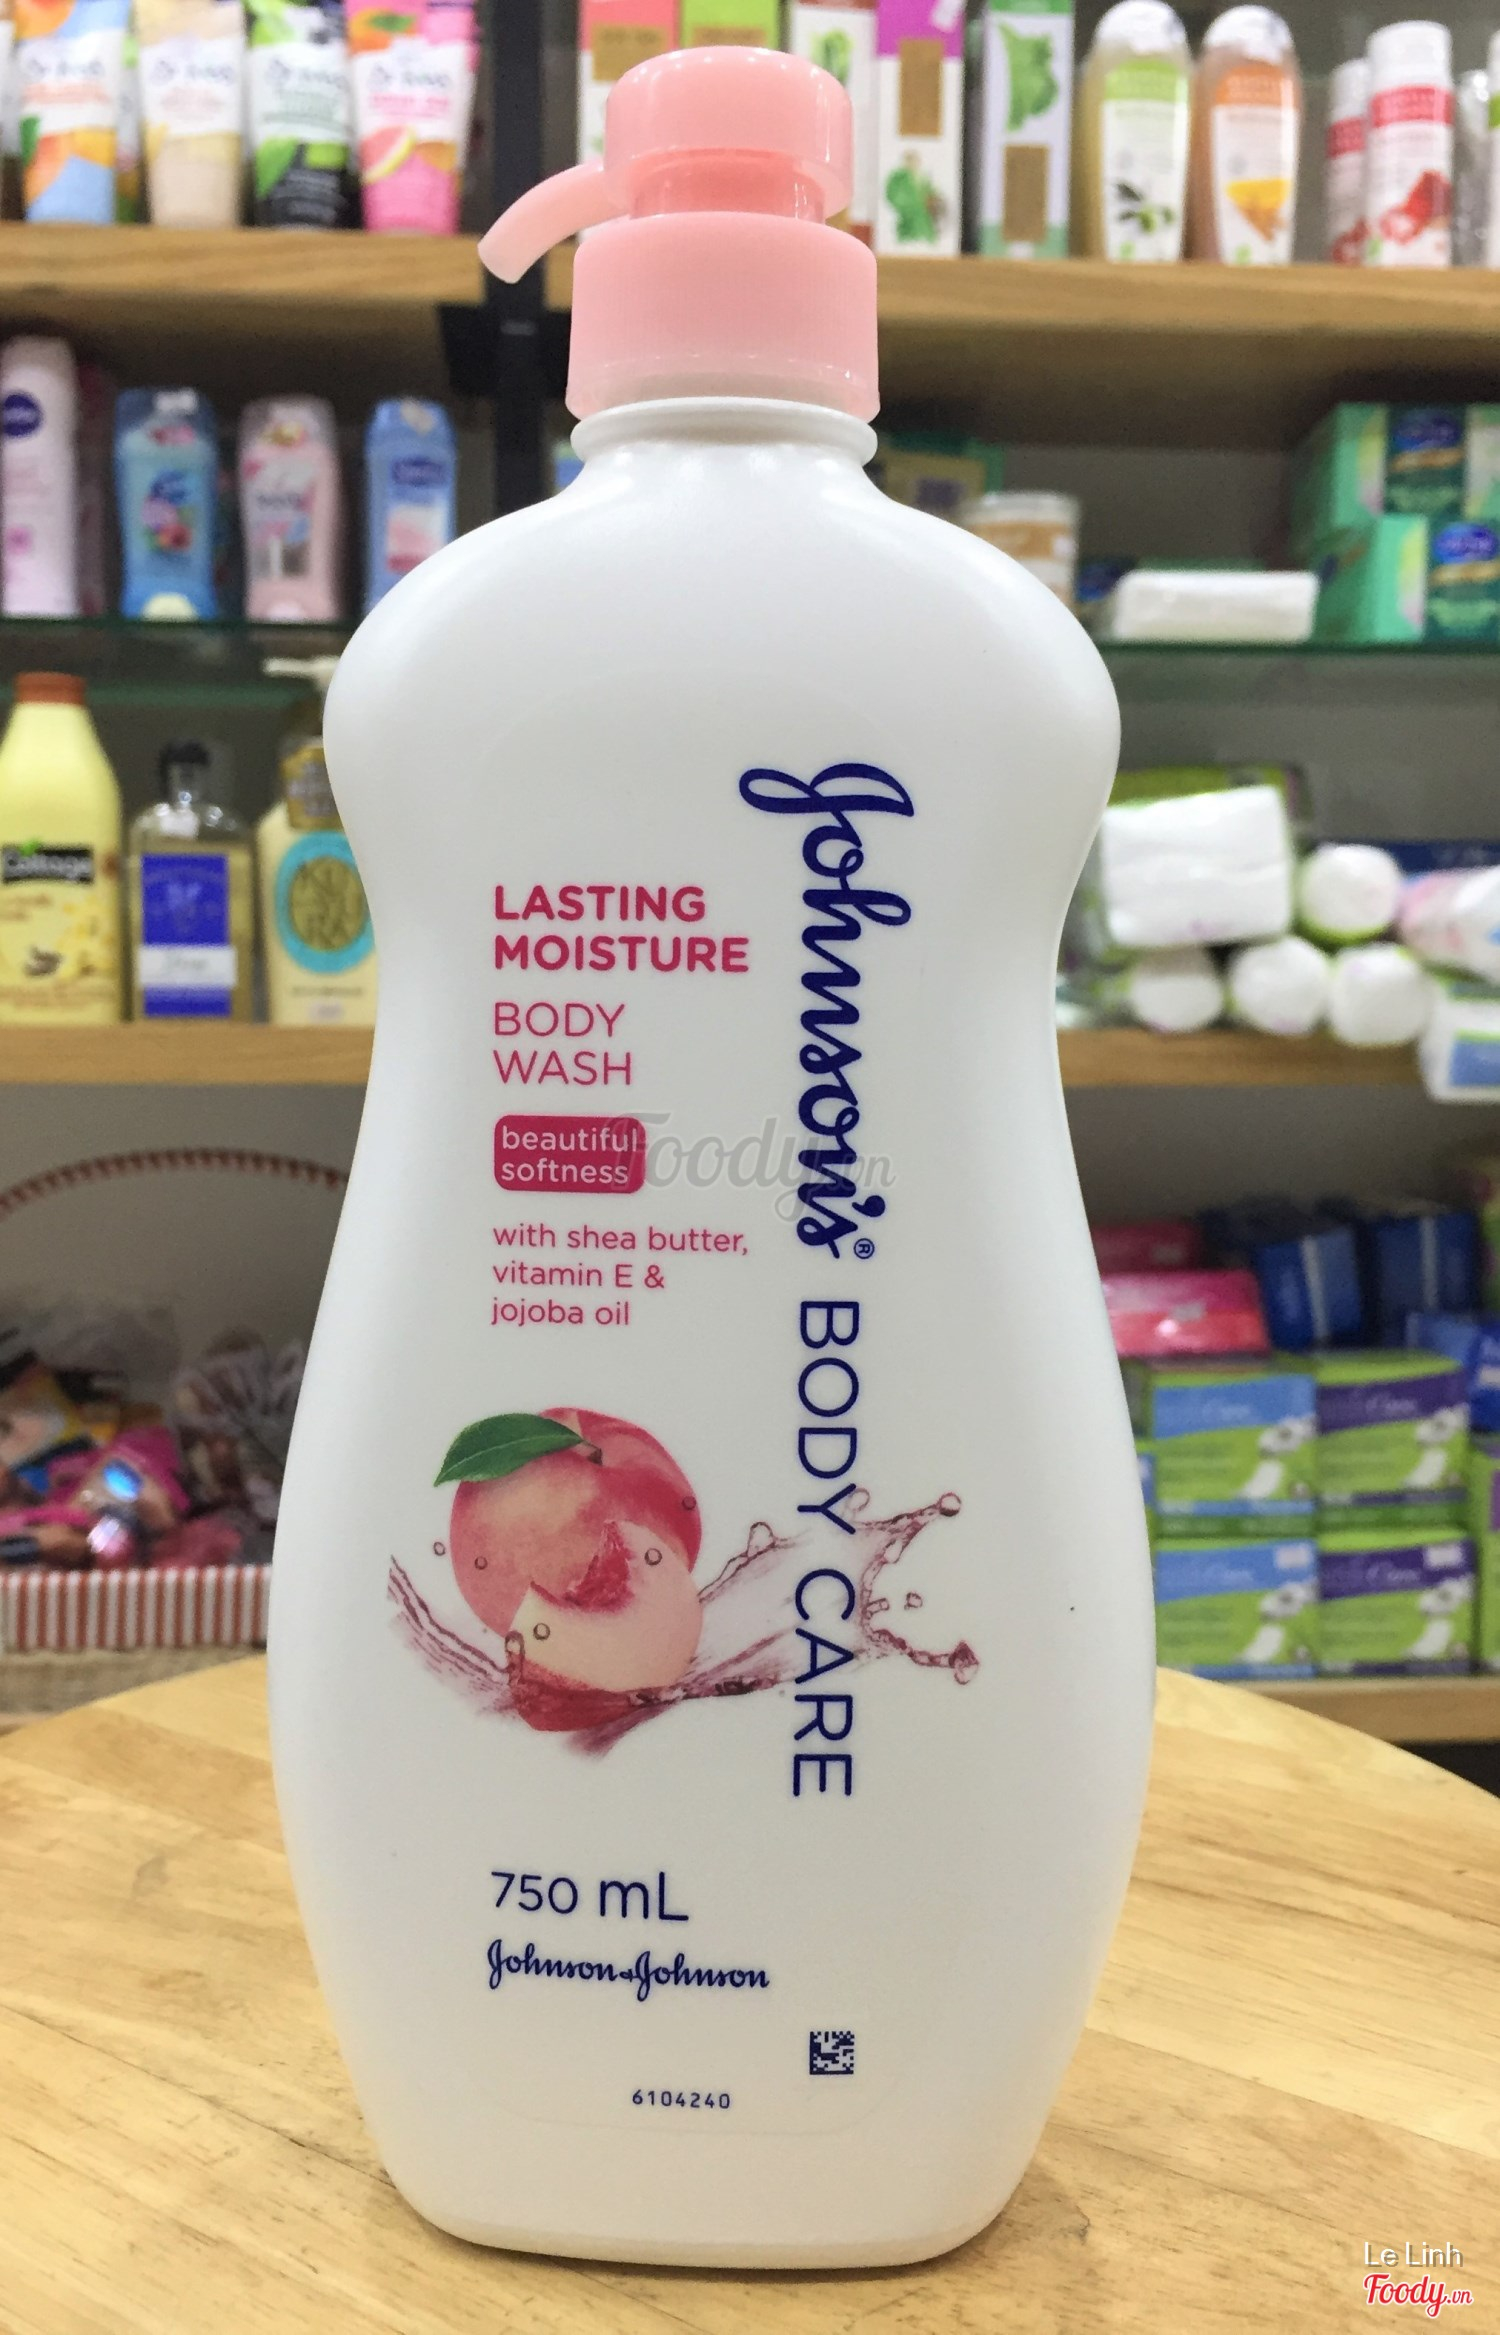 LASTING
MOISTURE
BODY
WASH
beautiful
softness
with shea butter,
vitamin E &
jojoba oil
Johnson's® BODY CARE
750 mL
Johnson & Johnson
6104240
Foody.vn
Le Linh
Foody.vn